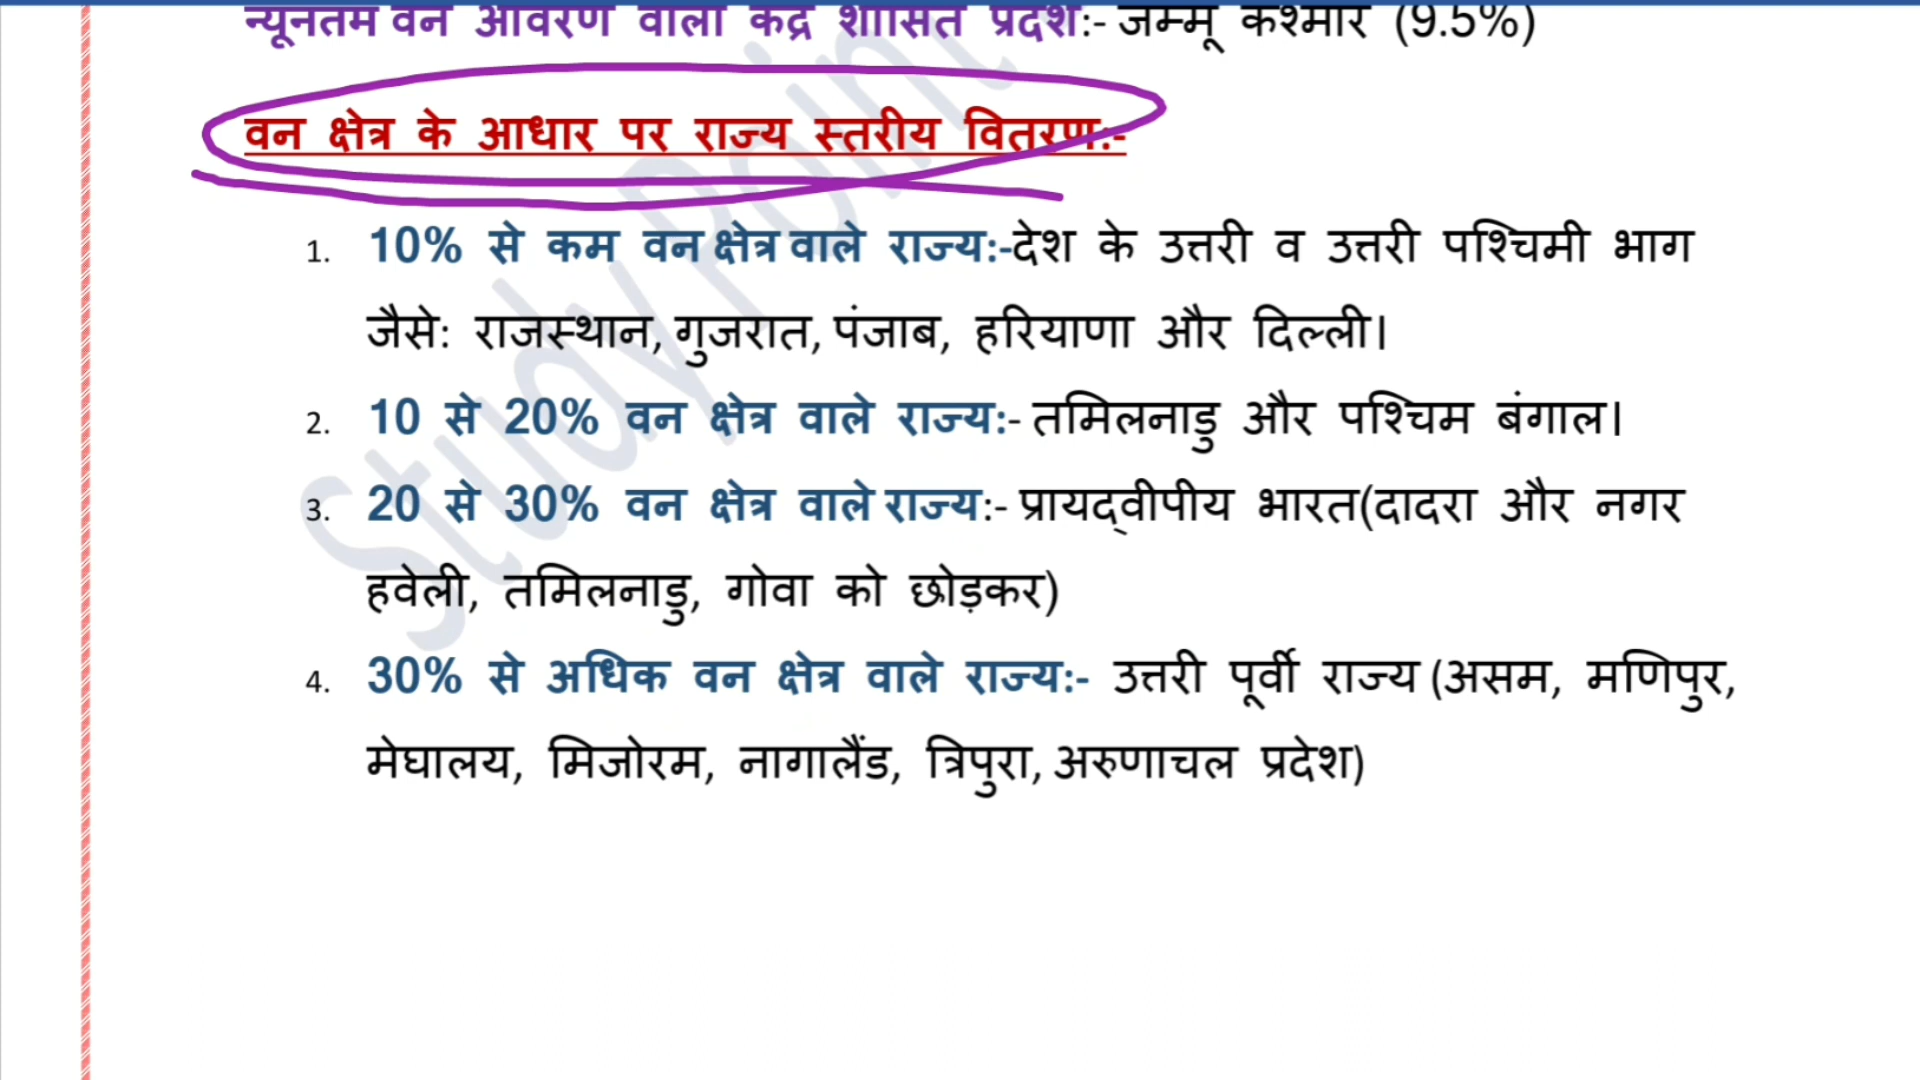 न्यूनतम वन आवरण वाला केंद्र शासित प्रदेश:- जम्मू कश्मीर (9.5%)
वन क्षेत्र के आधार पर राज्य स्तरीय वितरण:-
1. 10% से कम वन क्षेत्र वाले राज्य:-देश के उत्तरी व उत्तरी पश्चिमी भाग
जैसे: राजस्थान, गुजरात, पंजाब, हरियाणा और दिल्ली।
2. 10 से 20% वन क्षेत्र वाले राज्य:- तमिलनाडु और पश्चिम बंगाल।
3. 20 से 30% वन क्षेत्र वाले राज्य:- प्रायद्वीपीय भारत(दादरा और नगर
हवेली, तमिलनाडु, गोवा को छोड़कर)
4. 30% से अधिक वन क्षेत्र वाले राज्य:- उत्तरी पूर्वी राज्य (असम, मणिपुर,
मेघालय, मिजोरम, नागालैंड, त्रिपुरा, अरुणाचल प्रदेश)
Study Point